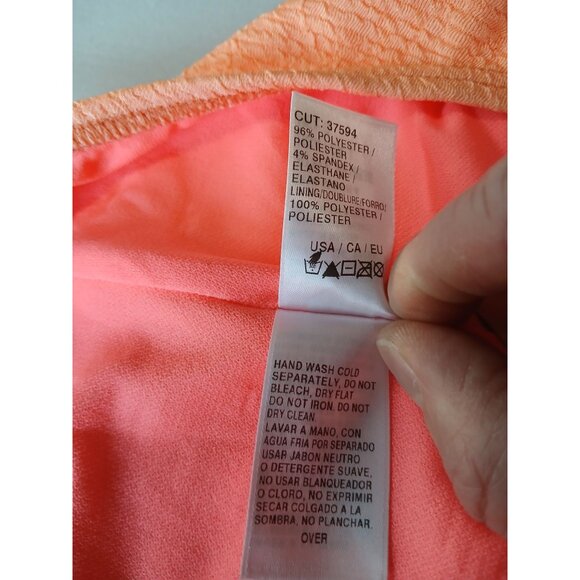 CUT: 37594
96% POLYESTER /
POLIESTER
4% SPANDEX /
ELASTHANE /
ELASTANO
LINING/DOUBLURE/FORRO/
100% POLYESTER /
POLIESTER
USA / CA / EU
HAND WASH COLD
SEPARATELY, DO NOT
BLEACH, DRY FLAT
DO NOT IRON. DO NOT
DRY CLEAN.
LAVAR A MANO, CON
AGUA FRIA POR SEPARADO
USAR JABON NEUTRO
O DETERGENTE SUAVE,
NO USAR BLANQUEADOR
O CLORO, NO EXPRIMIR
SECAR COLGADO A LA
SOMBRA, NO PLANCHAR.
OVER